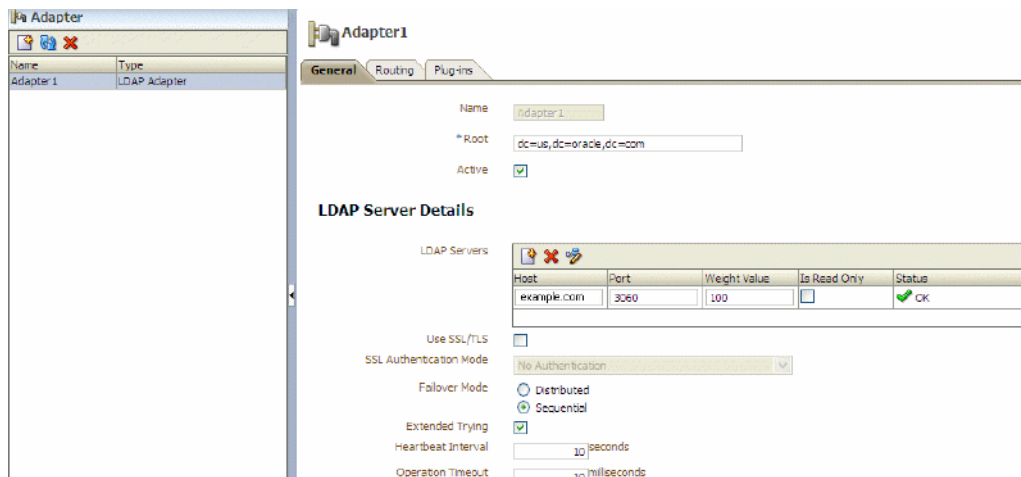 Adapter
Name Type
Adapter1 LDAP Adapter
Adapter1
General Routing Plug-ins
Name Adapter1
*Root dc=us,dc=oracle,dc=com
Active
LDAP Server Details
LDAP Servers
Host Port Weight Value Is Read Only Status
example.com 3060 100 OK
Use SSL/TLS
SSL Authentication Mode No Authentication
Failover Mode Distributed
Sequential
Extended Trying
Heartbeat Interval 10 seconds
Operation Timeout 10 milliseconds